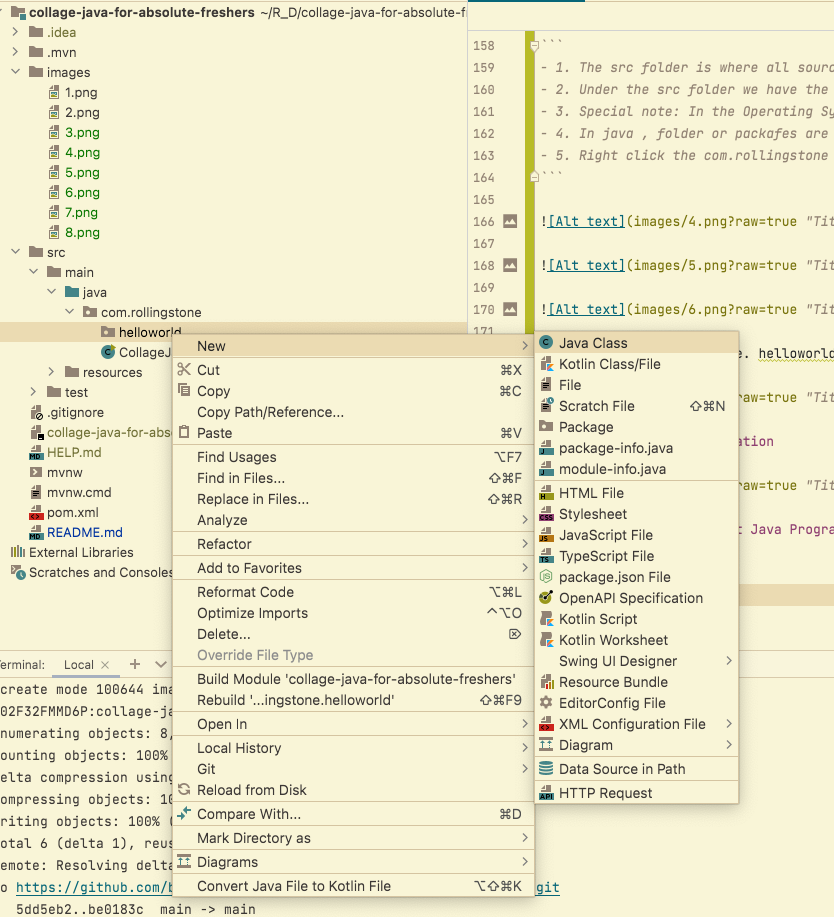 collage-java-for-absolute-freshers ~/R_D/collage-java-for-absolute-f
.idea
.mvn
images
1.png
2.png
3.png
4.png
5.png
6.png
7.png
8.png
src
main
java
com.rollingstone
helloworld
CollageJ
resources
test
.gitignore
collage-java-for-abso
HELP.md
mvnw
mvnw.cmd
pom.xml
README.md
External Libraries
Scratches and Consoles
158 ```
159 - 1. The src folder is where all sourc
160 - 2. Under the src folder we have the
161 - 3. Special note: In the Operating Sy
162 - 4. In java , folder or packafes are
163 - 5. Right click the com.rollingstone
164 ```
165
166 ![Alt text](images/4.png?raw=true "Tit
167
168 ![Alt text](images/5.png?raw=true "Tit
169
170 ![Alt text](images/6.png?raw=true "Tit
171
e. helloworld
aw=true "Tit
ation
aw=true "Tit
t Java Progra
New
Cut ⌘X
Copy ⌘C
Copy Path/Reference...
Paste ⌘V
Find Usages ⌥F7
Find in Files... ⇧⌘F
Replace in Files... ⇧⌘R
Analyze
Refactor
Add to Favorites
Reformat Code ⌥⌘L
Optimize Imports ^⌥O
Delete... ⌦
Override File Type
Build Module 'collage-java-for-absolute-freshers'
Rebuild '...ingstone.helloworld' ⇧⌘F9
Open In
Local History
Git
Reload from Disk
Compare With... ⌘D
Mark Directory as
Diagrams
Convert Java File to Kotlin File ⌥⇧⌘K
Java Class
Kotlin Class/File
File
Scratch File ⇧⌘N
Package
package-info.java
module-info.java
HTML File
Stylesheet
JavaScript File
TypeScript File
package.json File
OpenAPI Specification
Kotlin Script
Kotlin Worksheet
Swing UI Designer
Resource Bundle
EditorConfig File
XML Configuration File
Diagram
Data Source in Path
HTTP Request
erminal: Local
create mode 100644 ima
02F32FMMD6P:collage-ja
numerating objects: 8,
ounting objects: 100%
elta compression using
ompressing objects: 10
riting objects: 100% (
otal 6 (delta 1), reus
emote: Resolving delta
o https://github.com/b git
5dd5eb2..be0183c main -> main